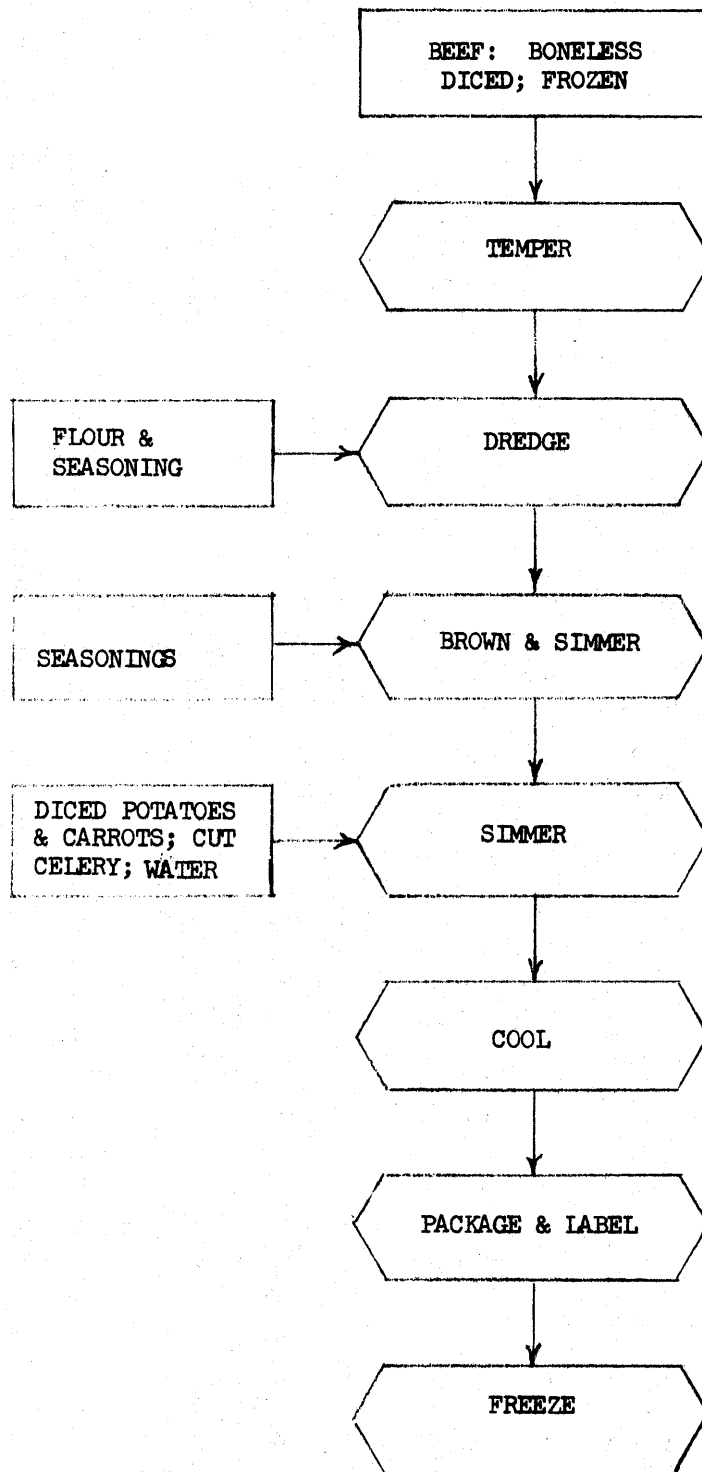 BEEF: BONELESS
DICED; FROZEN
TEMPER
FLOUR &
SEASONING
DREDGE
SEASONINGS
BROWN & SIMMER
DICED POTATOES
& CARROTS; CUT
CELERY; WATER
SIMMER
COOL
PACKAGE & LABEL
FREEZE